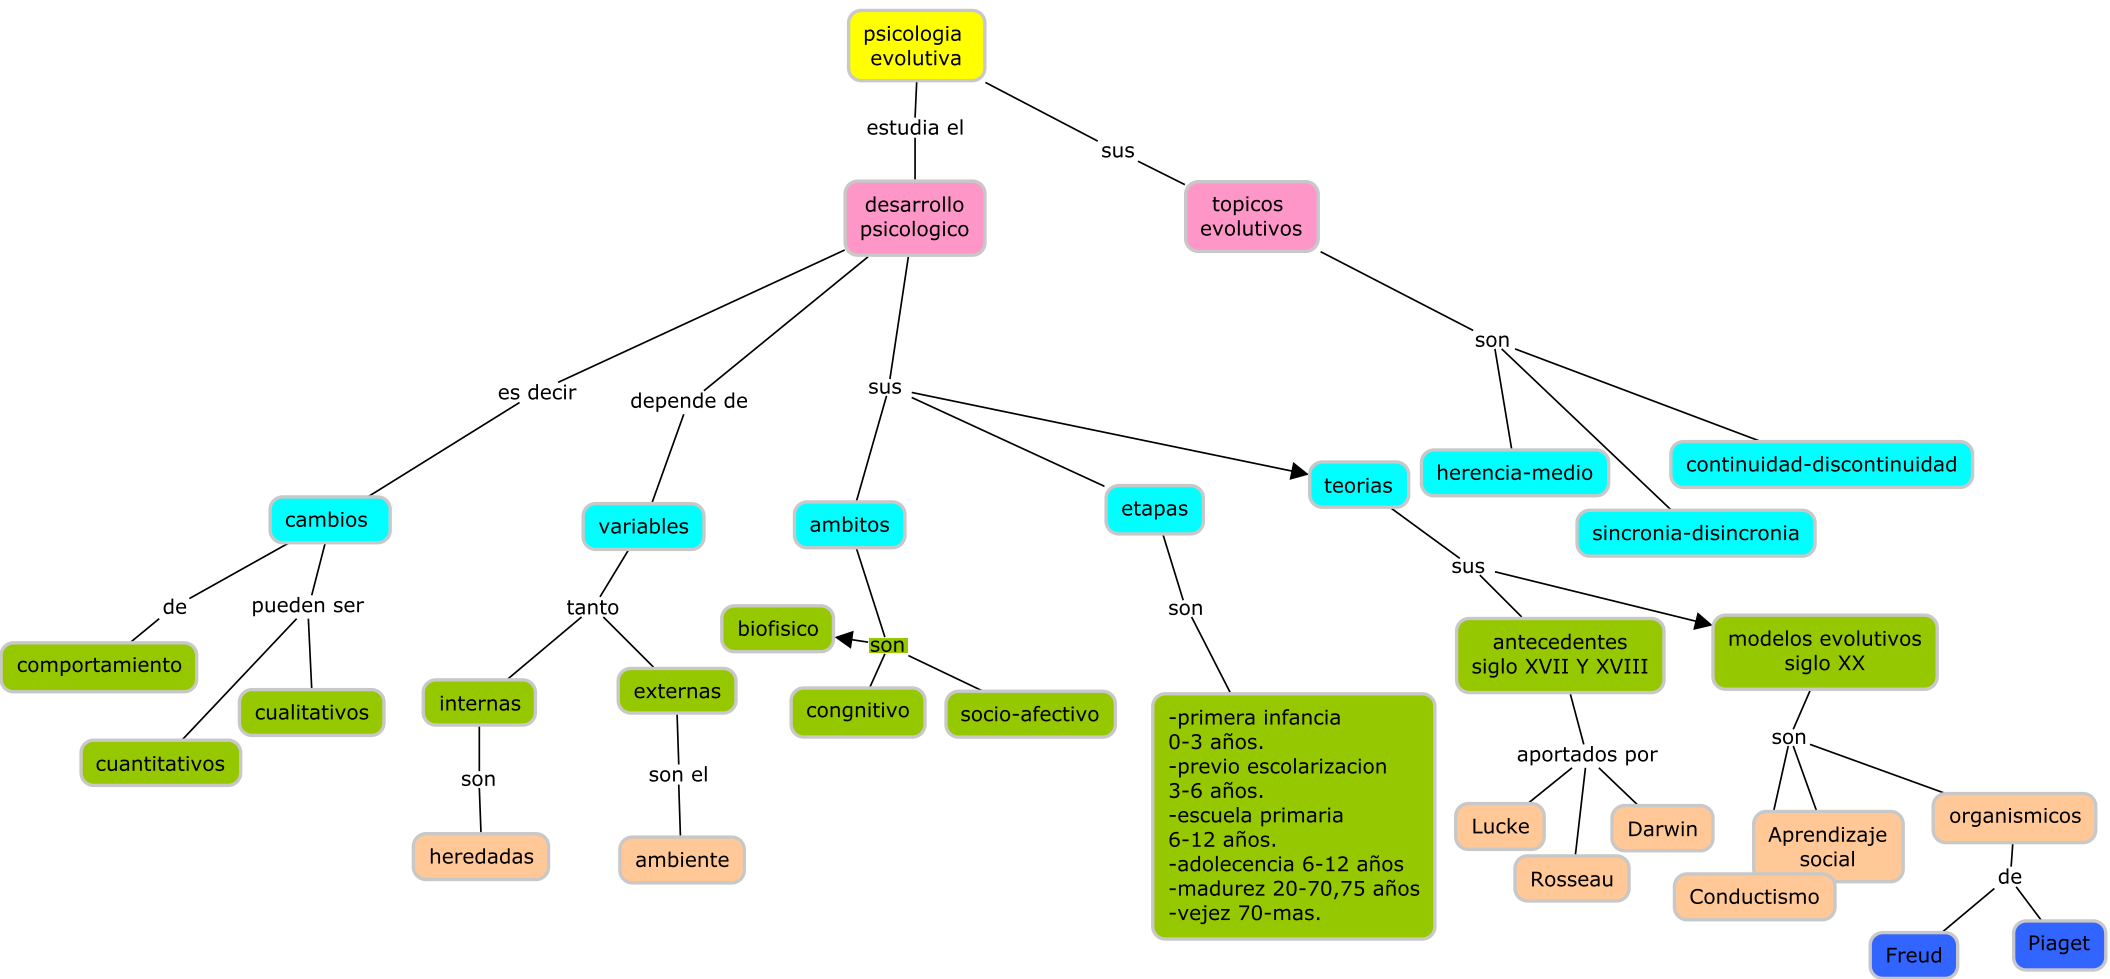 psicologia
evolutiva
estudia el
sus
desarrollo
psicologico
topicos
evolutivos
son
es decir
depende de
sus
herencia-medio
continuidad-discontinuidad
sincronia-disincronia
cambios
variables
ambitos
etapas
teorias
de
pueden ser
tanto
son
son
sus
comportamiento
cualitativos
cuantitativos
internas
externas
biofisico
congnitivo
socio-afectivo
-primera infancia
0-3 años.
-previo escolarizacion
3-6 años.
-escuela primaria
6-12 años.
-adolecencia 6-12 años
-madurez 20-70,75 años
-vejez 70-mas.
antecedentes
siglo XVII Y XVIII
modelos evolutivos
siglo XX
son
son el
aportados por
son
heredadas
ambiente
Lucke
Rosseau
Darwin
Aprendizaje
social
Conductismo
organismicos
de
Freud
Piaget